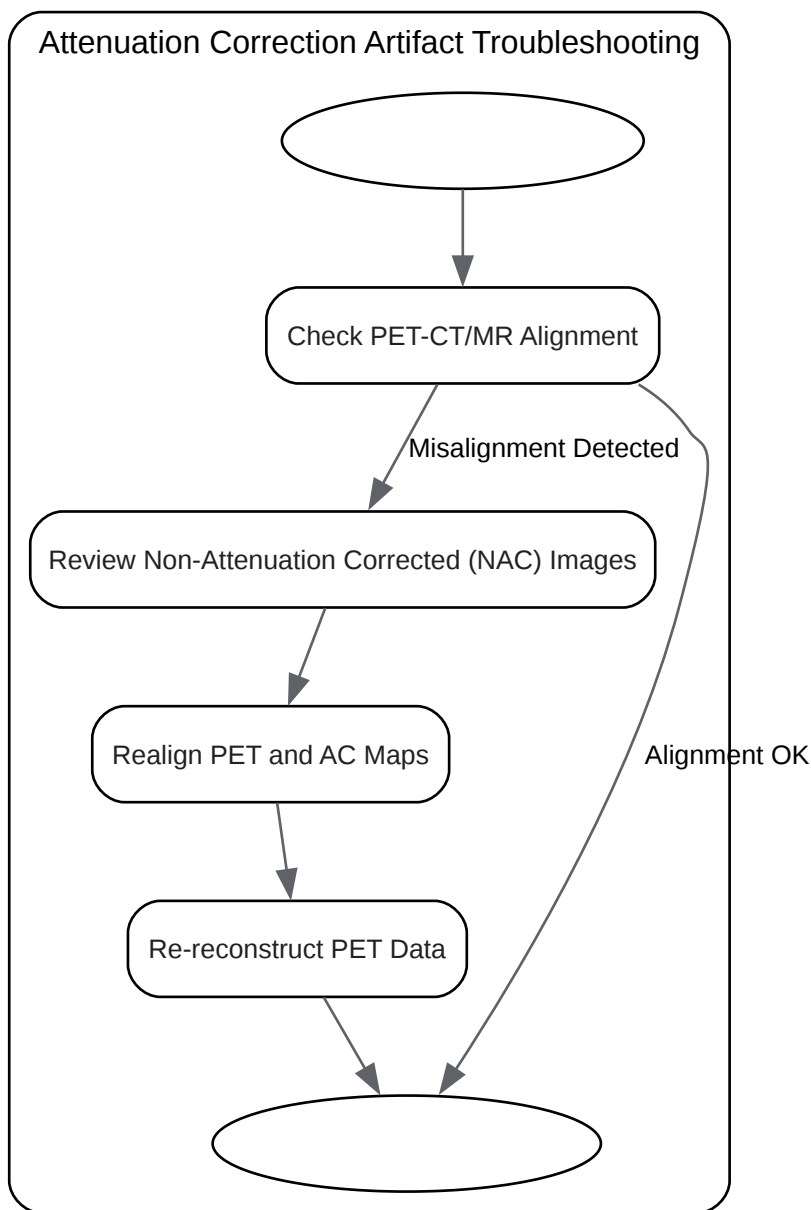 Attenuation Correction Artifact Troubleshooting
Check PET-CT/MR Alignment
Misalignment Detected
Review Non-Attenuation Corrected (NAC) Images
Realign PET and AC Maps
Alignment OK
Re-reconstruct PET Data